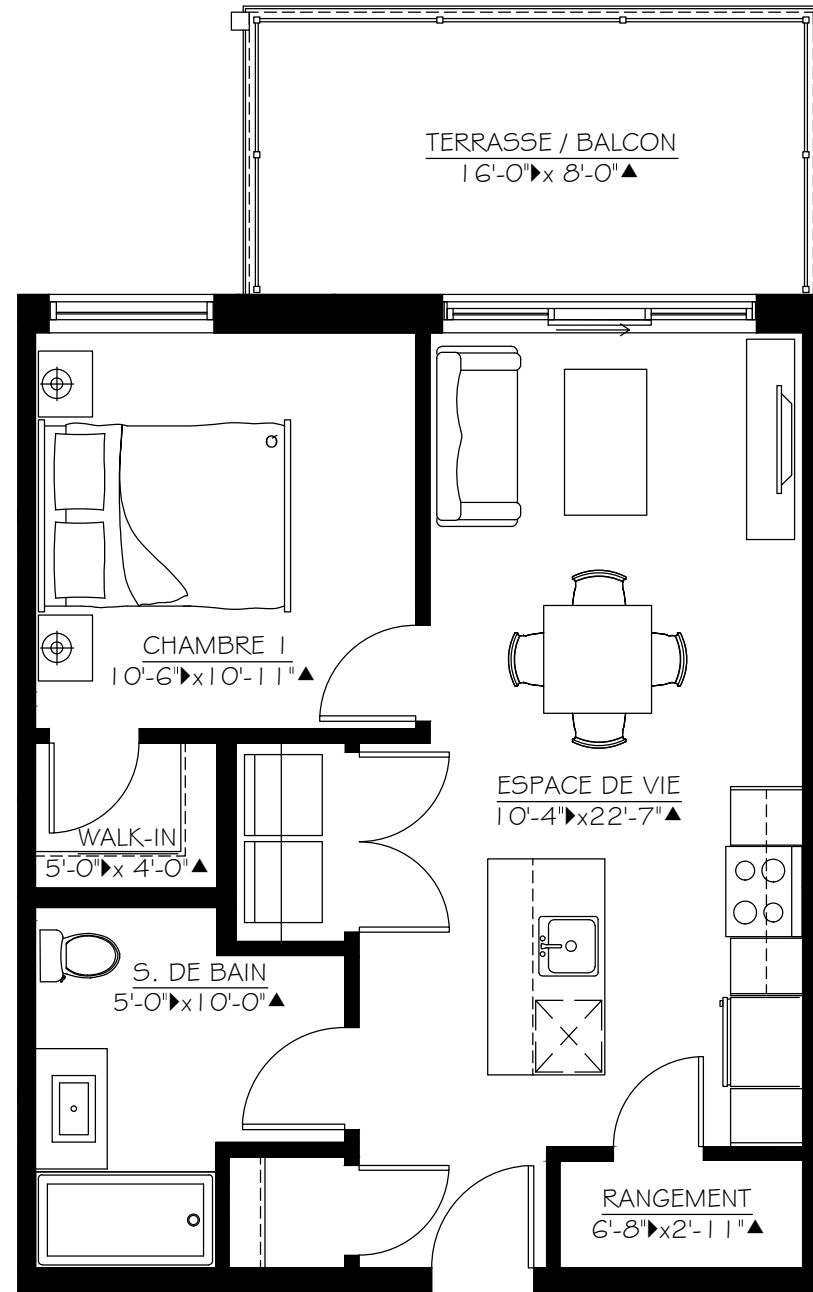 TERRASSE / BALCON
16'-0"▶x 8'-0"▲
CHAMBRE 1
10'-6"▶x10'-11"▲
ESPACE DE VIE
10'-4"▶x22'-7"▲
WALK-IN
5'-0"▶x 4'-0"▲
S. DE BAIN
5'-0"▶x10'-0"▲
RANGEMENT
6'-8"▶x2'-11"▲